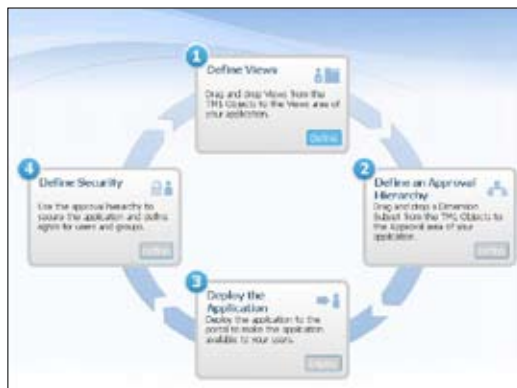 1
Define Views
Drag and drop Views from the
TM1 Objects to the Views area of
your application.
Define
2
Define an Approval
Hierarchy
Drag and drop a Dimension
Subset from the TM1 Objects to
the Approval area of your
application.
Define
3
Deploy the
Application
Deploy the application to the
portal to make the application
available to your users.
Deploy
4
Define Security
Use the approval hierarchy to
secure the application and define
rights for users and groups.
Define